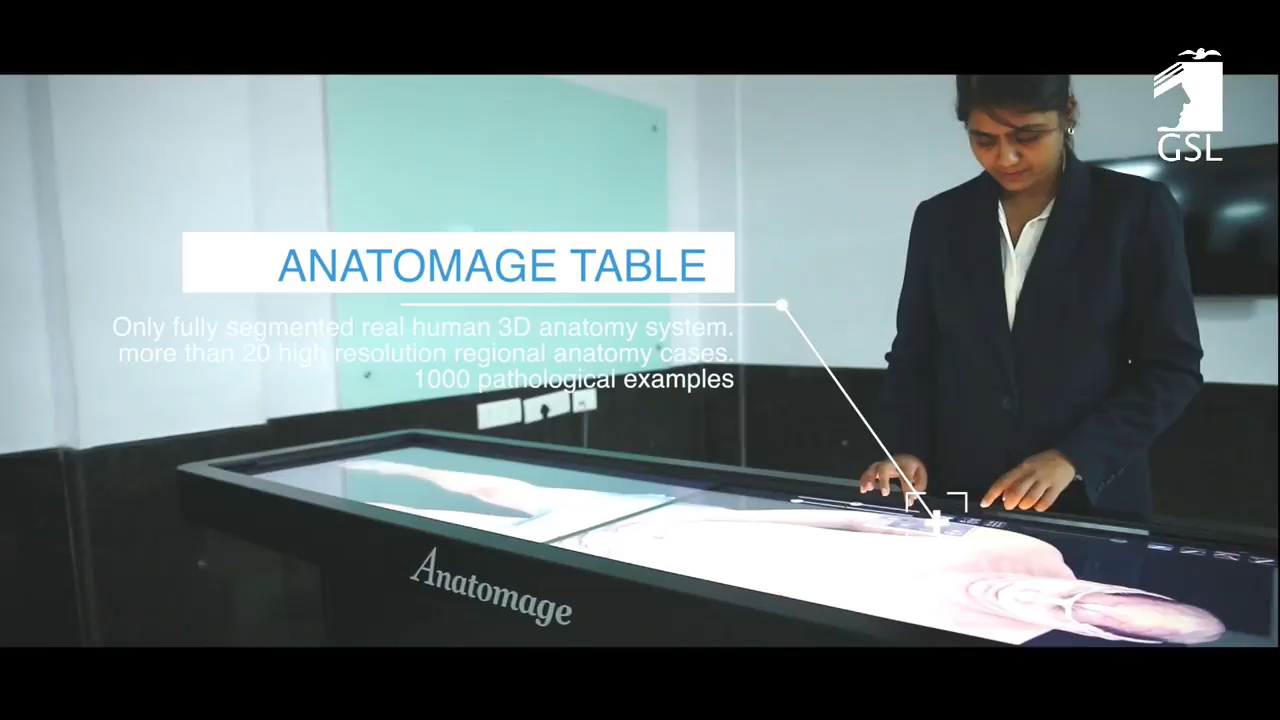 GSL
ANATOMAGE TABLE
Only fully segmented real human 3D anatomy system.
more than 20 high resolution regional anatomy cases.
1000 pathological examples
Anatomage